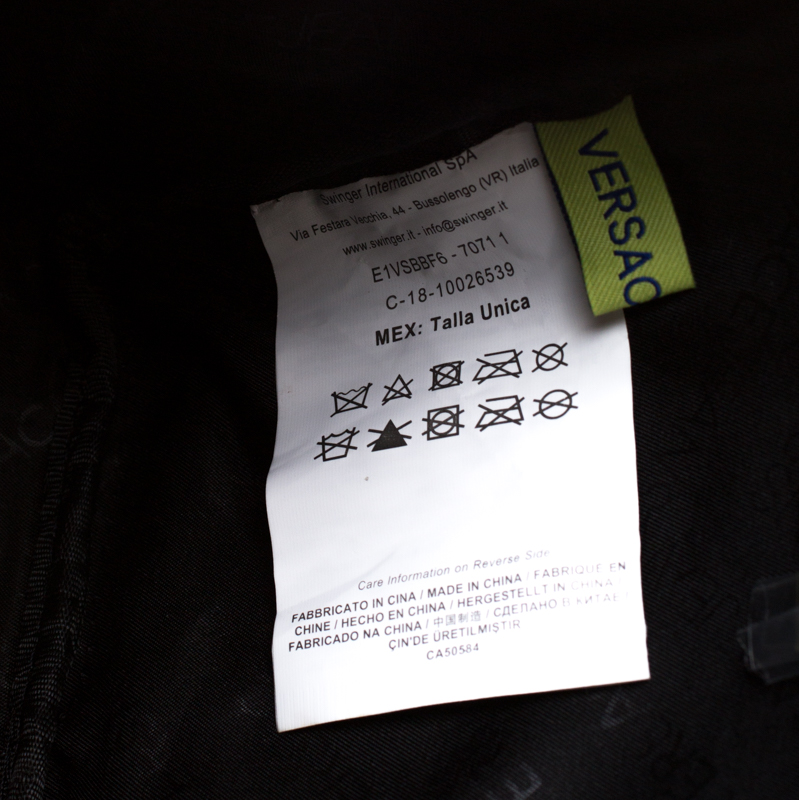 Swinger International SpA
Via Festara Vecchia, 44 - Bussolengo (VR) Italia
www.swinger.it - info@swinger.it
E1VSBBF6 - 7071 1
C-18-10026539
MEX: Talla Unica
Care Information on Reverse Side
FABBRICATO IN CINA / MADE IN CHINA / FABRIQUE EN
CHINE / HECHO EN CHINA / HERGESTELLT IN CHINA /
FABRICADO NA CHINA / 中国制造 / СДЕЛАНО В КИТАЕ /
ÇIN'DE ÜRETILMIŞTIR
CA50584
VERSAC